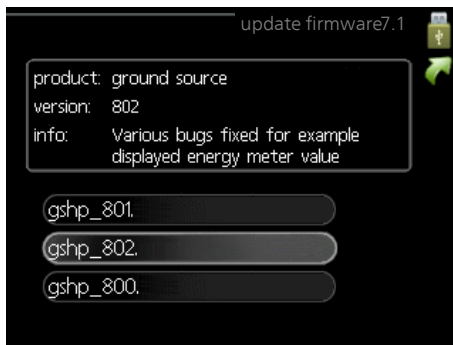 update firmware7.1
product: ground source
version: 802
info: Various bugs fixed for example
displayed energy meter value
gshp_801.
gshp_802.
gshp_800.